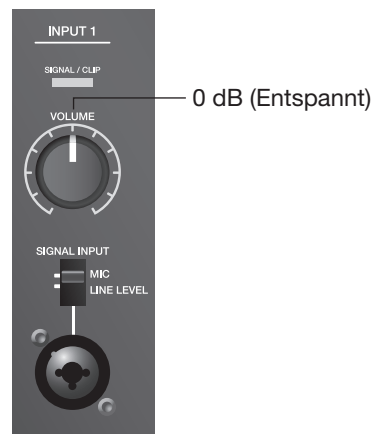 INPUT 1
SIGNAL / CLIP
0 dB (Entspannt)
VOLUME
SIGNAL INPUT
MIC
LINE LEVEL